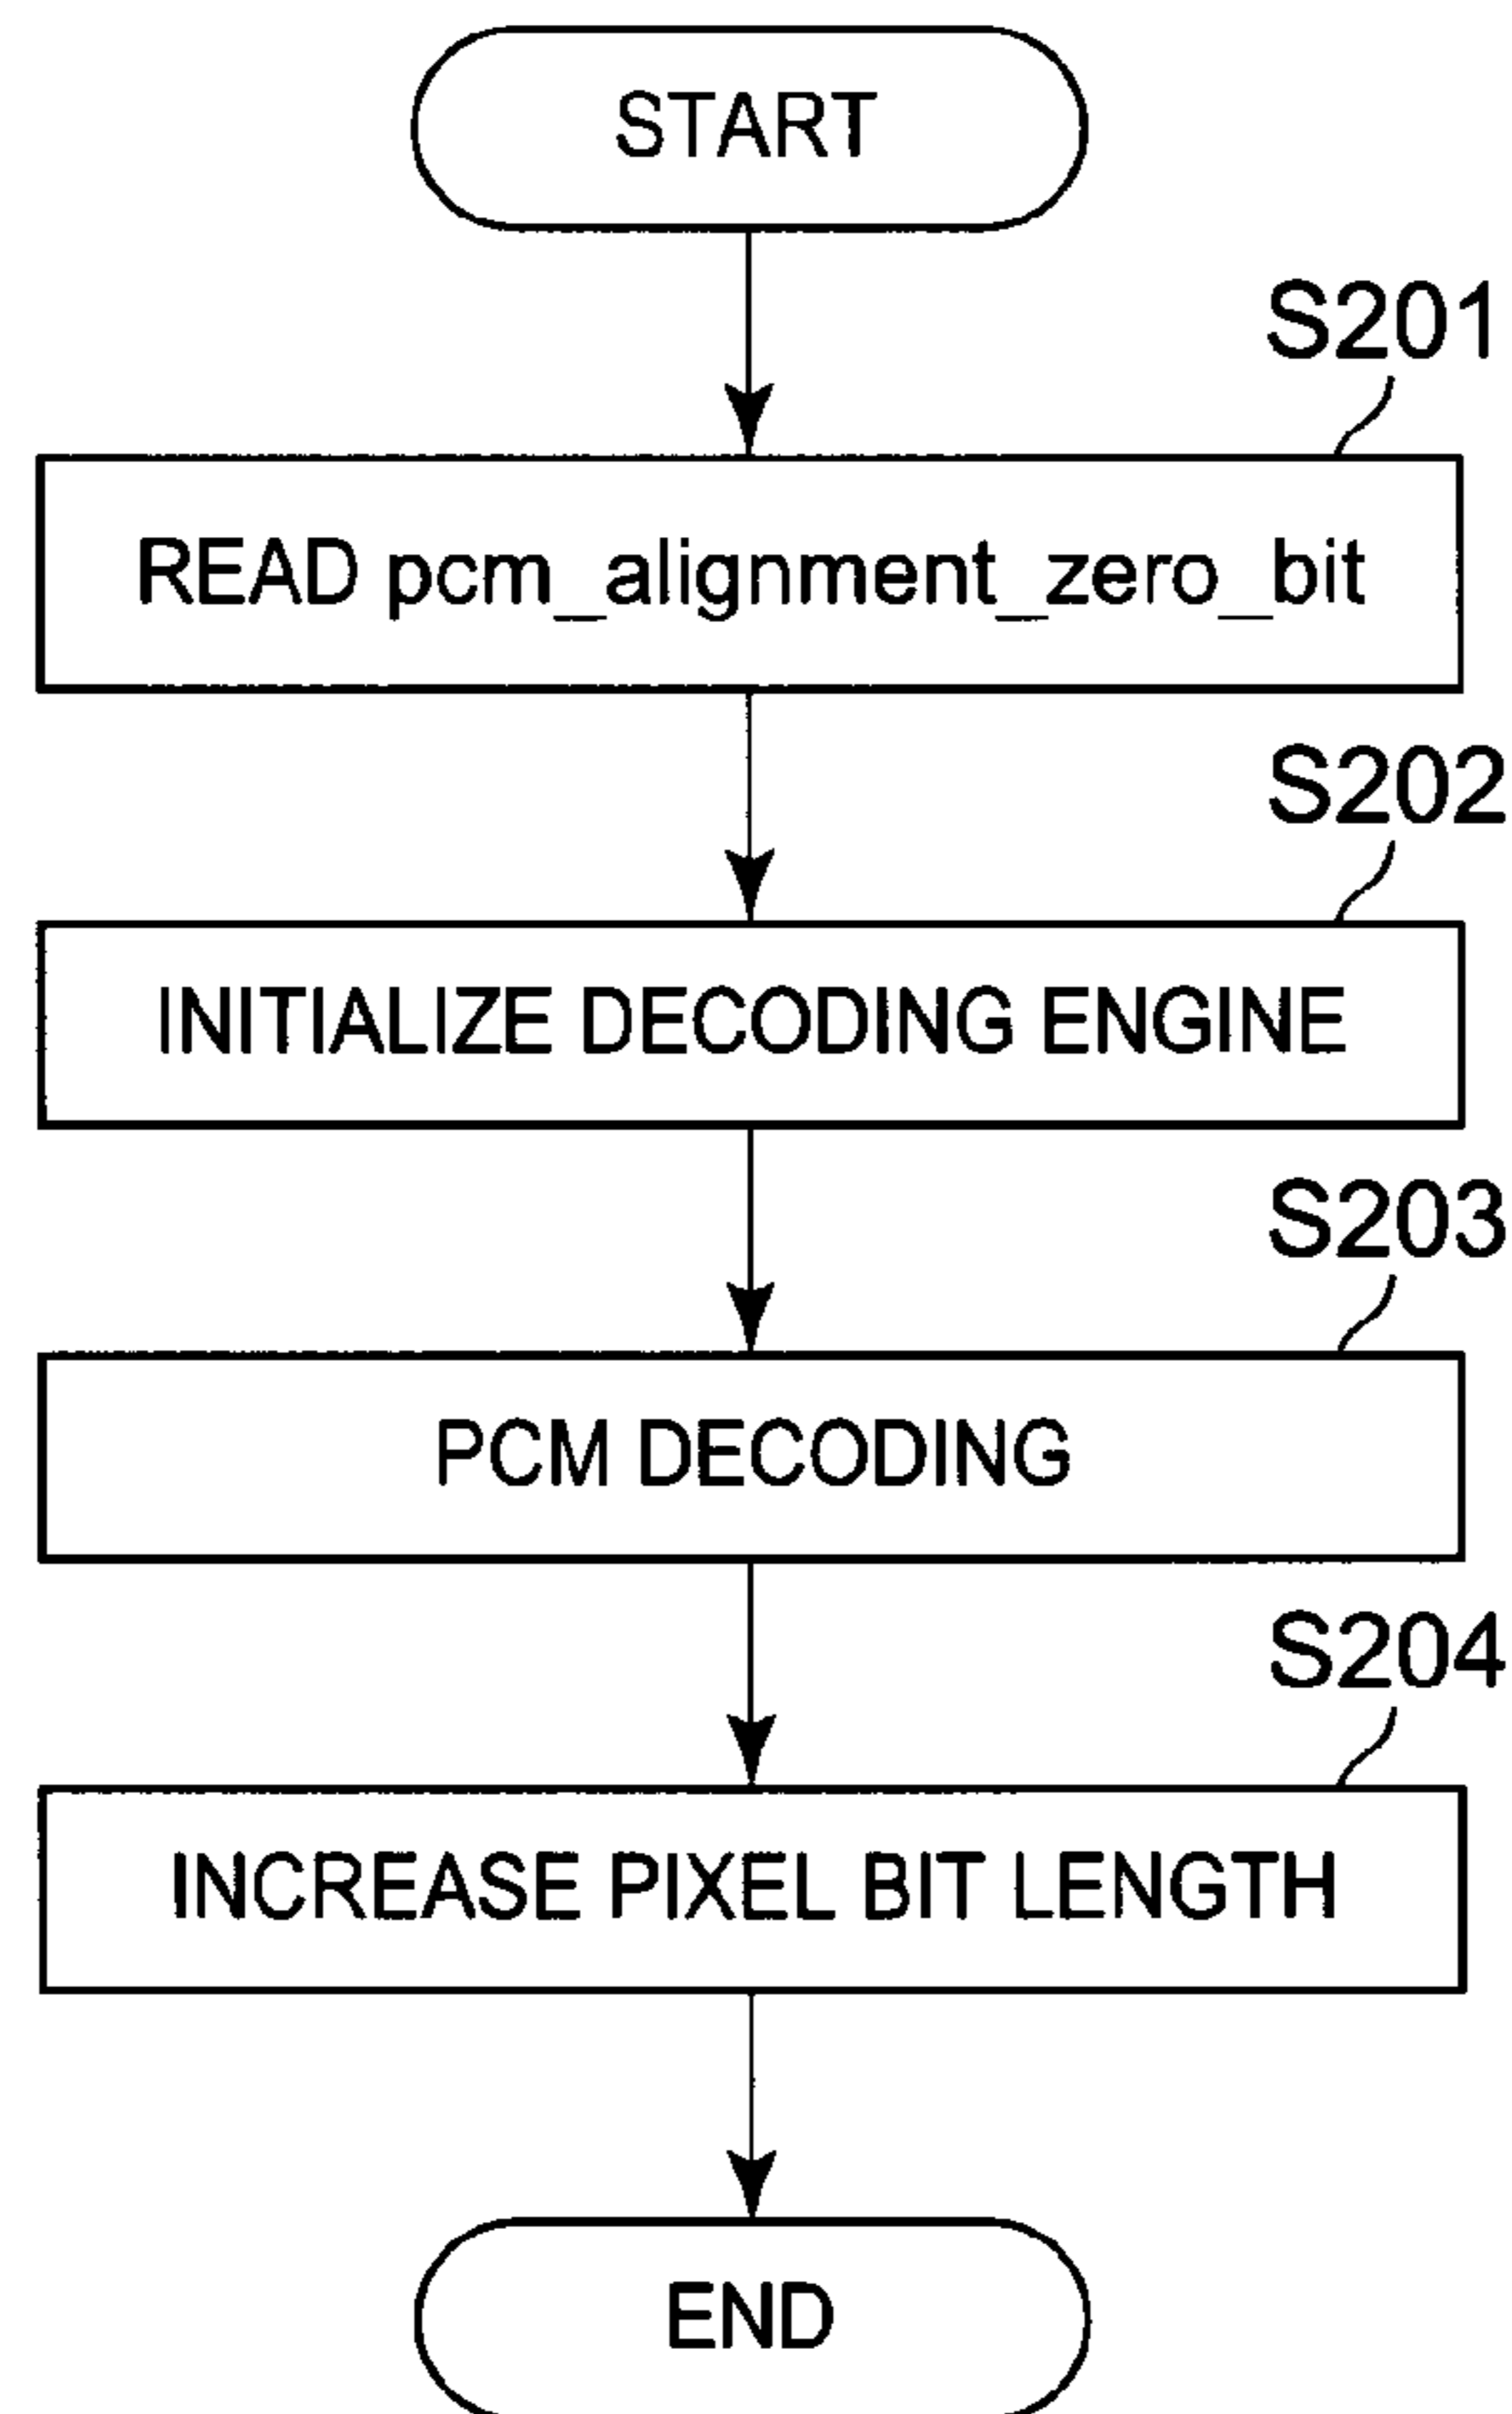 START
S201
READ pcm_alignment_zero_bit
S202
INITIALIZE DECODING ENGINE
S203
PCM DECODING
S204
INCREASE PIXEL BIT LENGTH
END